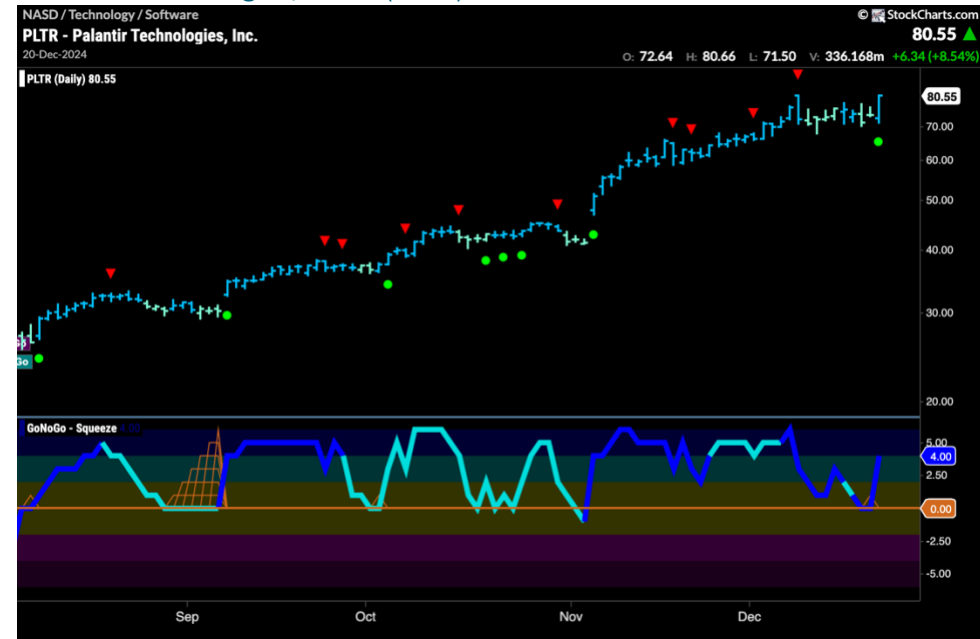 NASD / Technology / Software
© StockCharts.com
PLTR - Palantir Technologies, Inc.
80.55
20-Dec-2024
O: 72.64 H: 80.66 L: 71.50 V: 336.168m +6.34 (+8.54%)
PLTR (Daily) 80.55
80.55
70.00
60.00
50.00
40.00
30.00
Go
20.00
GoNoGo - Squeeze 4.00
5.00
4.00
2.50
0.00
-2.50
-5.00
Sep Oct Nov Dec